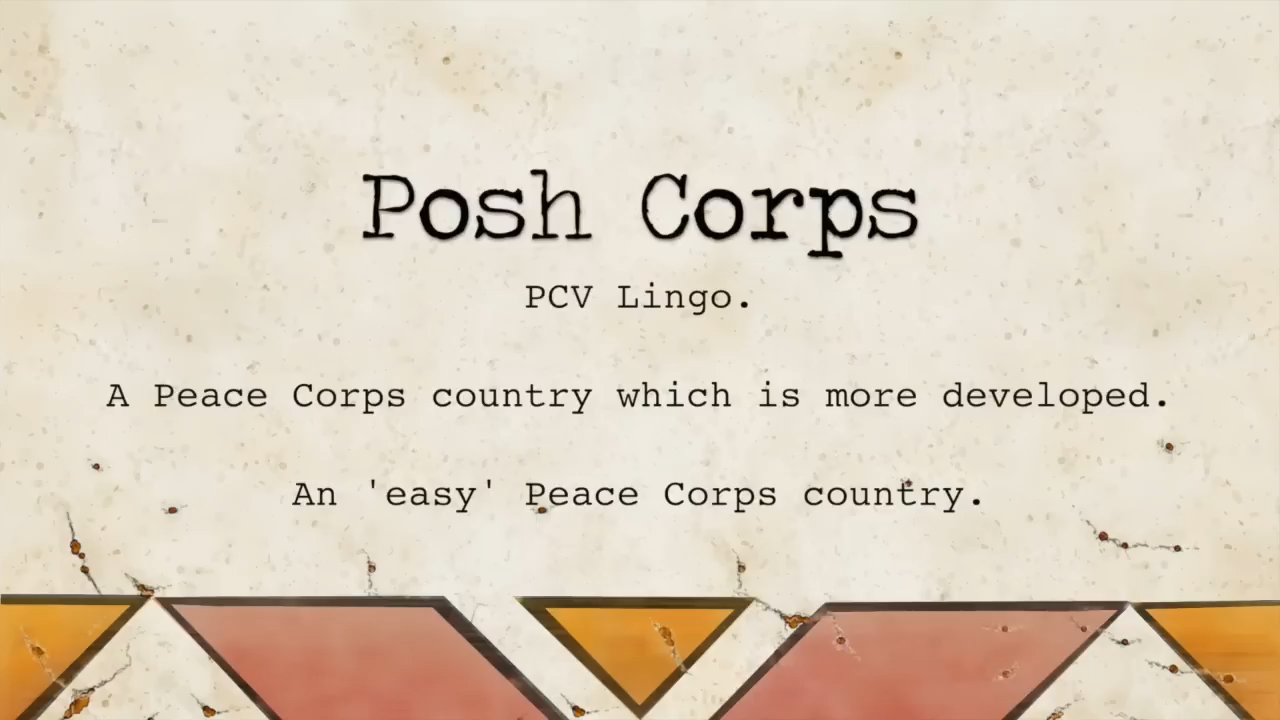 Posh Corps
PCV Lingo.
A Peace Corps country which is more developed.
An 'easy' Peace Corps country.